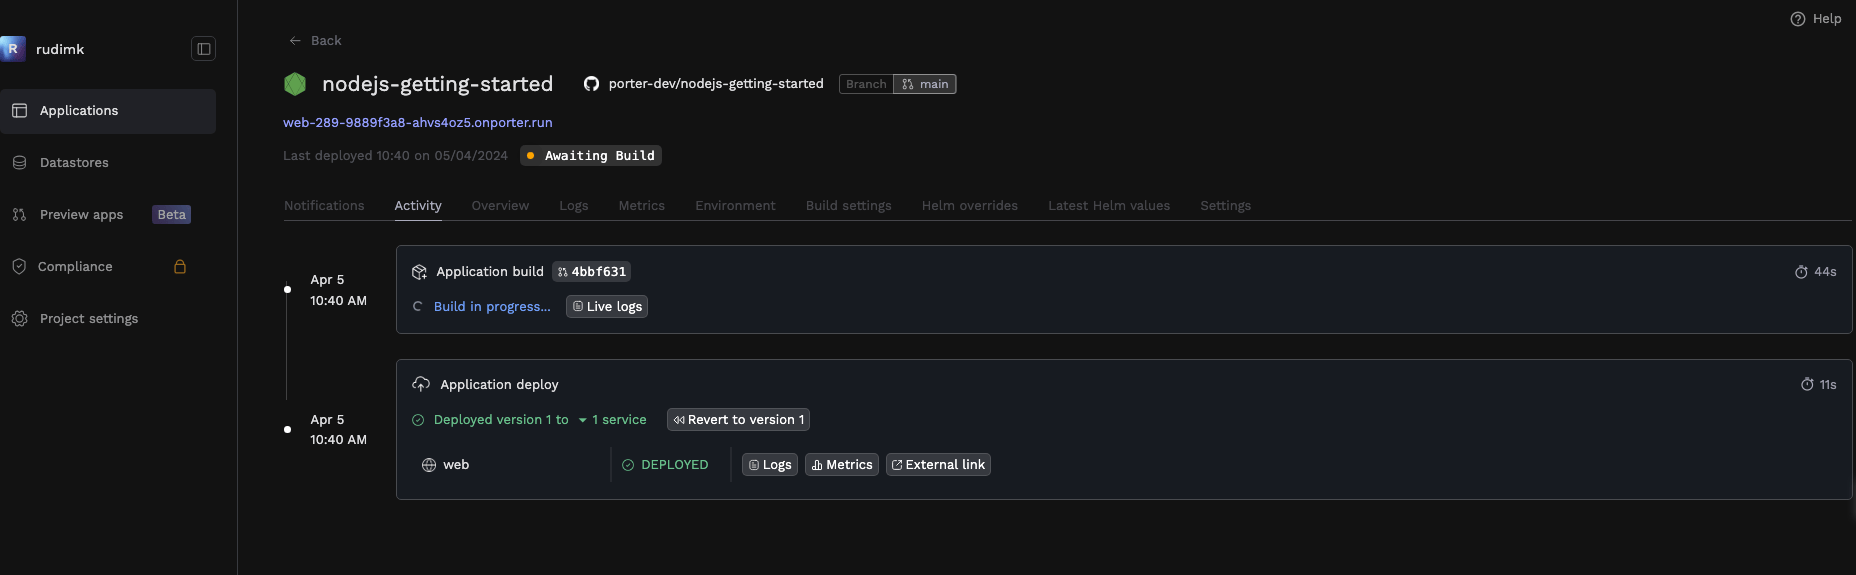 Help
R rudimk
Applications
Datastores
Preview apps Beta
Compliance
Project settings
Back
nodejs-getting-started porter-dev/nodejs-getting-started Branch main
web-289-9889f3a8-ahvs4oz5.onporter.run
Last deployed 10:40 on 05/04/2024 Awaiting Build
Notifications Activity Overview Logs Metrics Environment Build settings Helm overrides Latest Helm values Settings
Apr 5
10:40 AM
Application build 4bbf631 44s
Build in progress... Live logs
Apr 5
10:40 AM
Application deploy 11s
Deployed version 1 to 1 service Revert to version 1
web DEPLOYED Logs Metrics External link